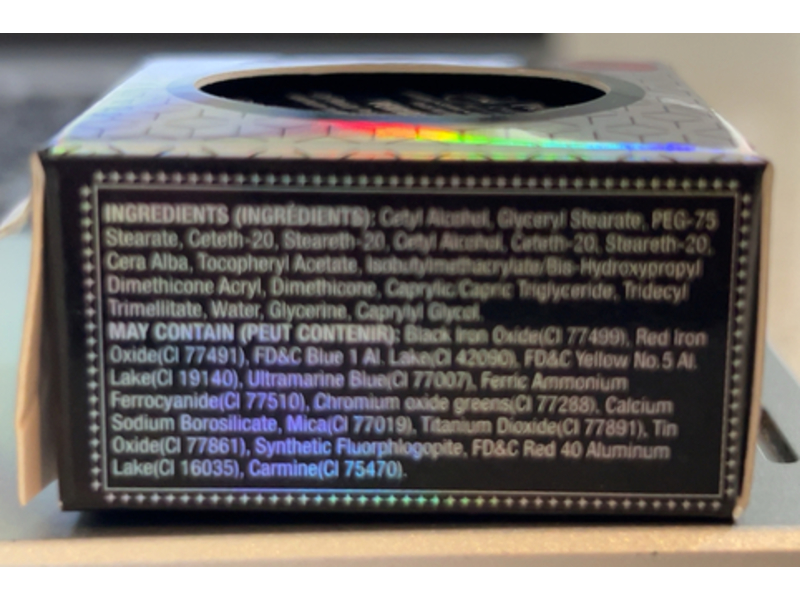 INGREDIENTS (INGRÉDIENTS): Cetyl Alcohol, Glyceryl Stearate, PEG-75
Stearate, Ceteth-20, Steareth-20, Cetyl Alcohol, Ceteth-20, Steareth-20,
Cera Alba, Tocopheryl Acetate, Isobutylmethacrylate/Bis-Hydroxypropyl
Dimethicone Acryl, Dimethicone, Caprylic Capric Triglyceride, Tridecyl
Trimellitate, Water, Glycerine, Caprylyl Glycel.
MAY CONTAIN (PEUT CONTENIR): Black Iron Oxide(CI 77499), Red Iron
Oxide(CI 77491), FD&C Blue 1 Al. Lake(CI 42090), FD&C Yellow No.5 Al.
Lake(CI 19140), Ultramarine Blue(CI 77007), Ferric Ammonium
Ferrocyanide(CI 77510), Chromium oxide greens(CI 77288), Calcium
Sodium Borosilicate, Mica(CI 77019), Titanium Dioxide(CI 77891), Tin
Oxide(CI 77861), Synthetic Fluorphlogopite, FD&C Red 40 Aluminum
Lake(CI 16035), Carmine(CI 75470).